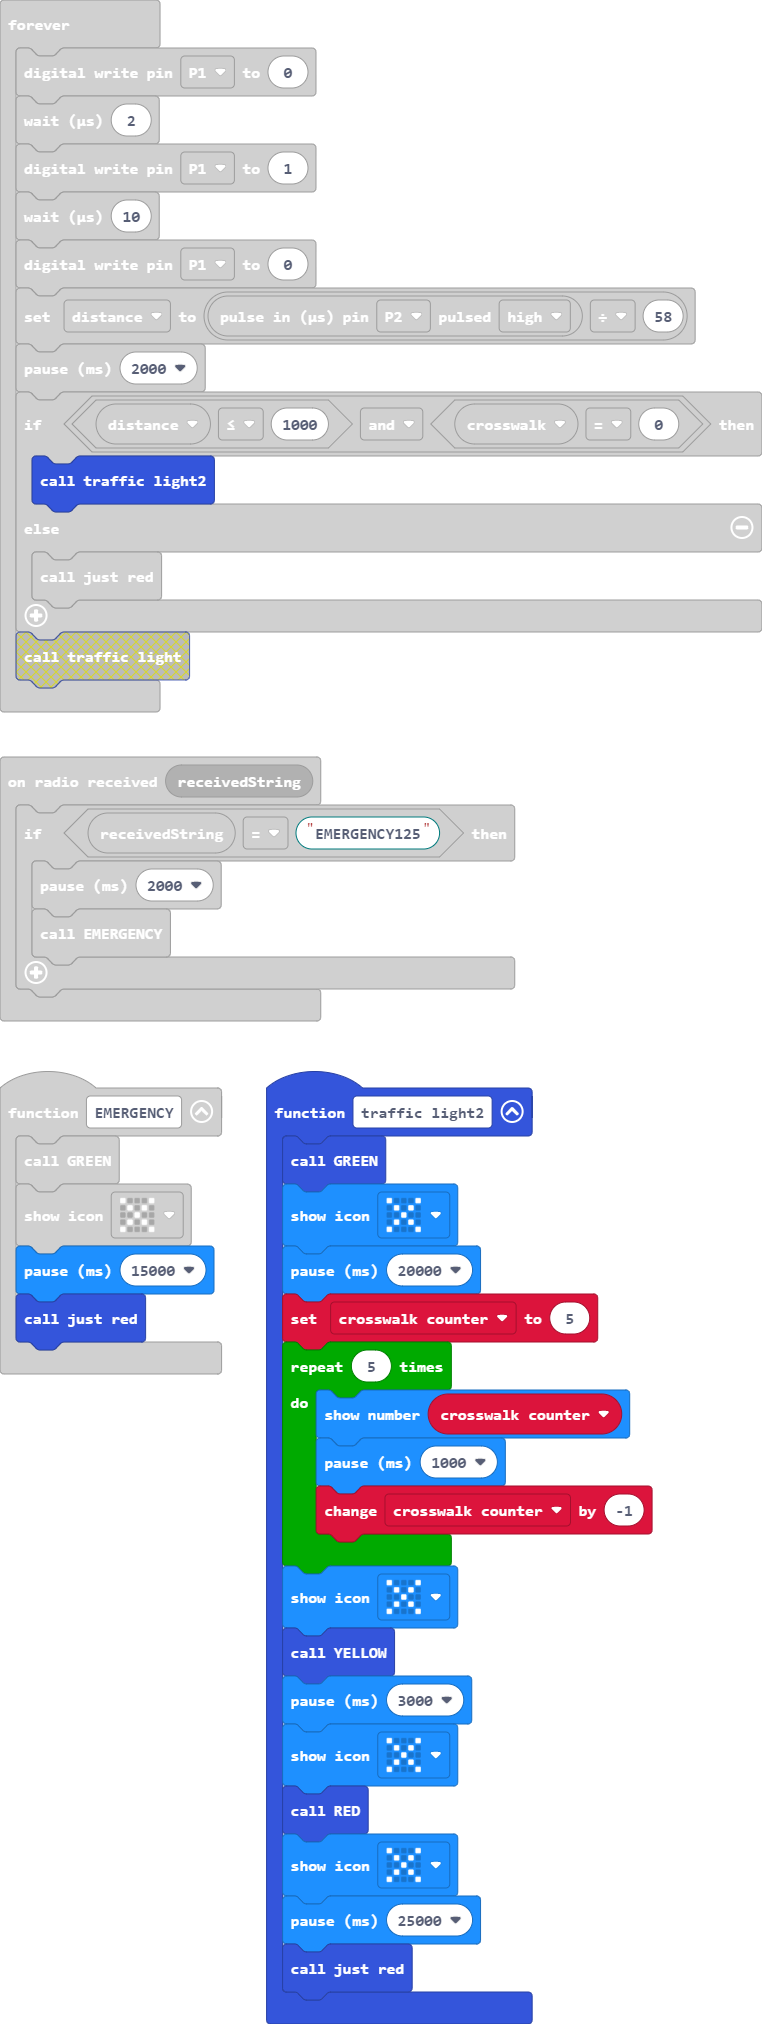 forever
digital write pin P1 to 0
wait (µs) 2
digital write pin P1 to 1
wait (µs) 10
digital write pin P1 to 0
set distance to pulse in (µs) pin P2 pulsed high ÷ 58
pause (ms) 2000
if distance ≤ 1000 and crosswalk = 0 then
call traffic light2
else
call just red
call traffic light
on radio received receivedString
if receivedString = "EMERGENCY125" then
pause (ms) 2000
call EMERGENCY
function EMERGENCY
call GREEN
show icon
pause (ms) 15000
call just red
function traffic light2
call GREEN
show icon
pause (ms) 20000
set crosswalk counter to 5
repeat 5 times
do
show number crosswalk counter
pause (ms) 1000
change crosswalk counter by -1
show icon
call YELLOW
pause (ms) 3000
show icon
call RED
show icon
pause (ms) 25000
call just red